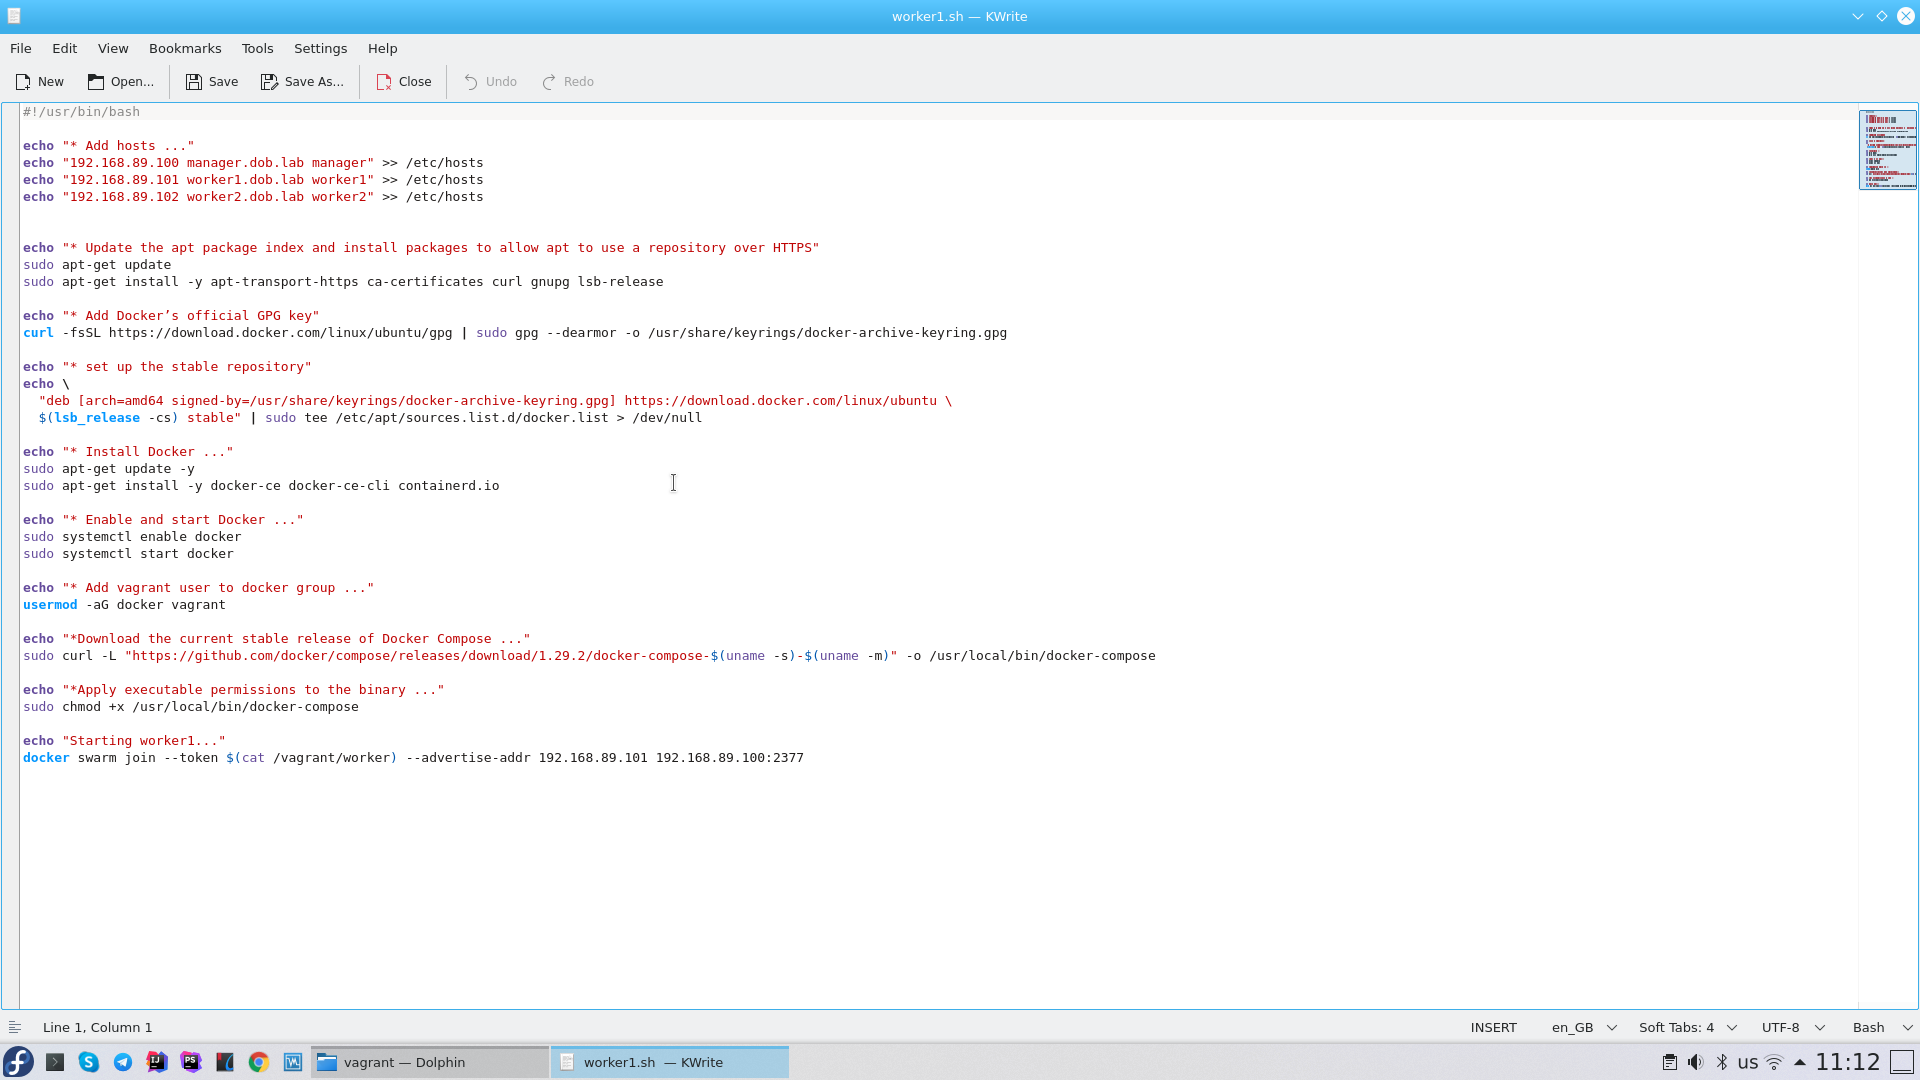 worker1.sh — KWrite
File Edit View Bookmarks Tools Settings Help
New Open... Save Save As... Close Undo Redo
#!/usr/bin/bash
echo "* Add hosts ..."
echo "192.168.89.100 manager.dob.lab manager" >> /etc/hosts
echo "192.168.89.101 worker1.dob.lab worker1" >> /etc/hosts
echo "192.168.89.102 worker2.dob.lab worker2" >> /etc/hosts
echo "* Update the apt package index and install packages to allow apt to use a repository over HTTPS"
sudo apt-get update
sudo apt-get install -y apt-transport-https ca-certificates curl gnupg lsb-release
echo "* Add Docker’s official GPG key"
curl -fsSL https://download.docker.com/linux/ubuntu/gpg | sudo gpg --dearmor -o /usr/share/keyrings/docker-archive-keyring.gpg
echo "* set up the stable repository"
echo \
"deb [arch=amd64 signed-by=/usr/share/keyrings/docker-archive-keyring.gpg] https://download.docker.com/linux/ubuntu \
$(lsb_release -cs) stable" | sudo tee /etc/apt/sources.list.d/docker.list > /dev/null
echo "* Install Docker ..."
sudo apt-get update -y
sudo apt-get install -y docker-ce docker-ce-cli containerd.io
echo "* Enable and start Docker ..."
sudo systemctl enable docker
sudo systemctl start docker
echo "* Add vagrant user to docker group ..."
usermod -aG docker vagrant
echo "*Download the current stable release of Docker Compose ..."
sudo curl -L "https://github.com/docker/compose/releases/download/1.29.2/docker-compose-$(uname -s)-$(uname -m)" -o /usr/local/bin/docker-compose
echo "*Apply executable permissions to the binary ..."
sudo chmod +x /usr/local/bin/docker-compose
echo "Starting worker1..."
docker swarm join --token $(cat /vagrant/worker) --advertise-addr 192.168.89.101 192.168.89.100:2377
Line 1, Column 1 INSERT en_GB Soft Tabs: 4 UTF-8 Bash
vagrant — Dolphin worker1.sh — KWrite us 11:12